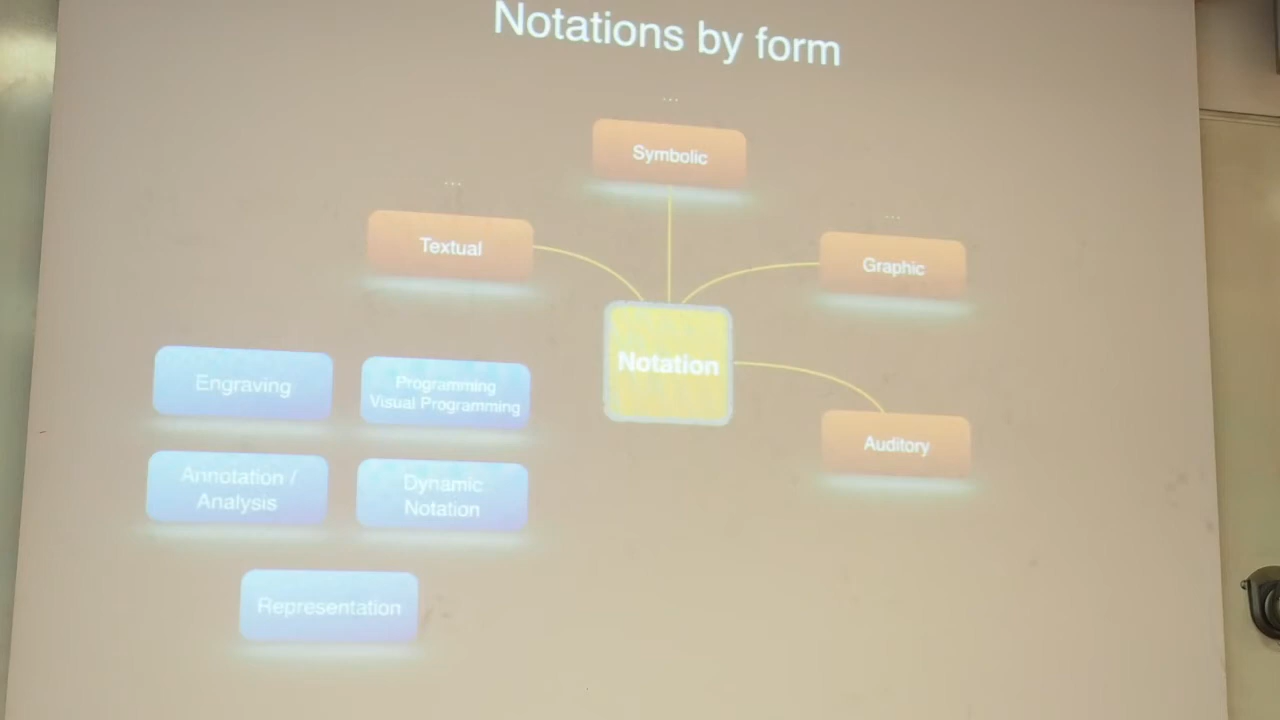 Notations by form
...
Symbolic
...
Textual
...
Graphic
Notation
Engraving
Programming
Visual Programming
Auditory
Annotation /
Analysis
Dynamic
Notation
Representation